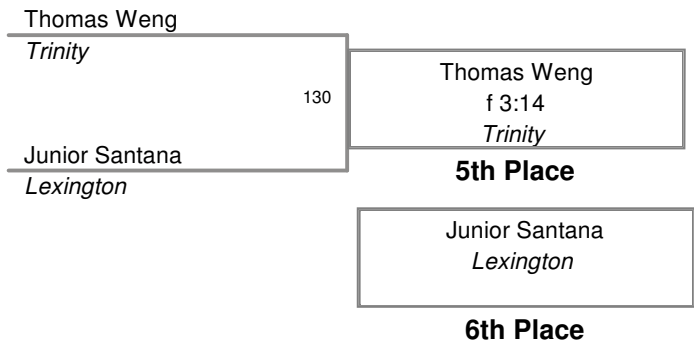 Thomas Weng
Trinity
130
Junior Santana
Lexington
Thomas Weng
f 3:14
Trinity
5th Place
Junior Santana
Lexington
6th Place